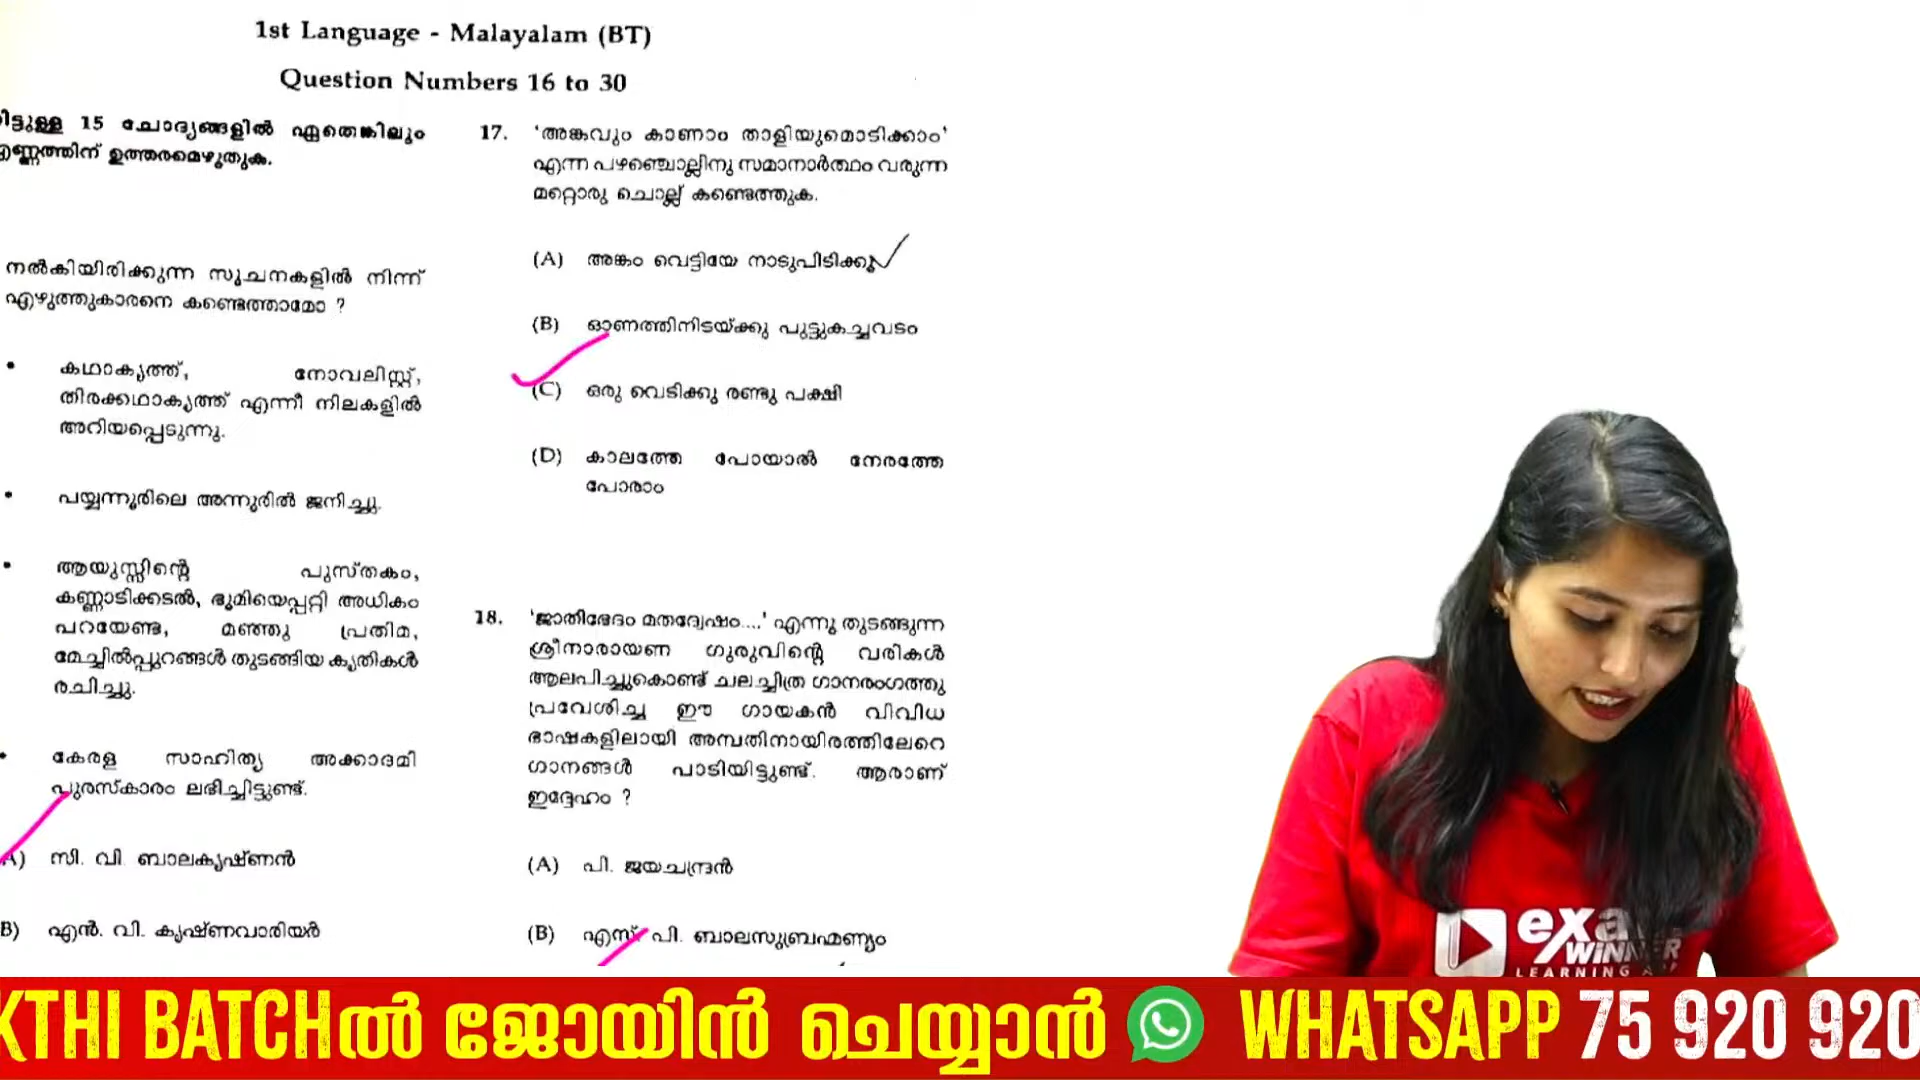 1st Language - Malayalam (BT)
Question Numbers 16 to 30
15 ചോദ്യങ്ങളിൽ ഏതെങ്കിലും
എണ്ണത്തിന് ഉത്തരമെഴുതുക.
നൽകിയിരിക്കുന്ന സൂചനകളിൽ നിന്ന്
എഴുത്തുകാരനെ കണ്ടെത്താമോ ?
• കഥാകൃത്ത്, നോവലിസ്റ്റ്,
തിരക്കഥാകൃത്ത് എന്നീ നിലകളിൽ
അറിയപ്പെടുന്നു.
• പയ്യന്നൂരിലെ അന്നൂരിൽ ജനിച്ചു.
• ആയുസ്സിന്റെ പുസ്തകം,
കണ്ണാടിക്കടൽ, ഭൂമിയെപ്പറ്റി അധികം
പറയേണ്ട, മഞ്ഞു പ്രതിമ,
മേച്ചിൽപ്പുറങ്ങൾ തുടങ്ങിയ കൃതികൾ
രചിച്ചു.
• കേരള സാഹിത്യ അക്കാദമി
പുരസ്കാരം ലഭിച്ചിട്ടുണ്ട്.
A) സി. വി. ബാലകൃഷ്ണൻ
B) എൻ. വി. കൃഷ്ണവാരിയർ
17. 'അങ്കവും കാണാം താളിയുമൊടിക്കാം'
എന്ന പഴഞ്ചൊല്ലിനു സമാനാർത്ഥം വരുന്ന
മറ്റൊരു ചൊല്ല് കണ്ടെത്തുക.
(A) അങ്കം വെട്ടിയേ നാടുപിടിക്കൂ
(B) ഓണത്തിനിടയ്ക്കു പുട്ടുകച്ചവടം
(C) ഒരു വെടിക്കു രണ്ടു പക്ഷി
(D) കാലത്തേ പോയാൽ നേരത്തേ
പോരാം
18. 'ജാതിഭേദം മതദ്വേഷം....' എന്നു തുടങ്ങുന്ന
ശ്രീനാരായണ ഗുരുവിന്റെ വരികൾ
ആലപിച്ചുകൊണ്ട് ചലച്ചിത്ര ഗാനരംഗത്തു
പ്രവേശിച്ച ഈ ഗായകൻ വിവിധ
ഭാഷകളിലായി അമ്പതിനായിരത്തിലേറെ
ഗാനങ്ങൾ പാടിയിട്ടുണ്ട്. ആരാണ്
ഇദ്ദേഹം ?
(A) പി. ജയചന്ദ്രൻ
(B) എസ്. പി. ബാലസുബ്രഹ്മണ്യം
WINNER
KTHI BATCHൽ ജോയിൻ ചെയ്യാൻ WHATSAPP 75 920 920